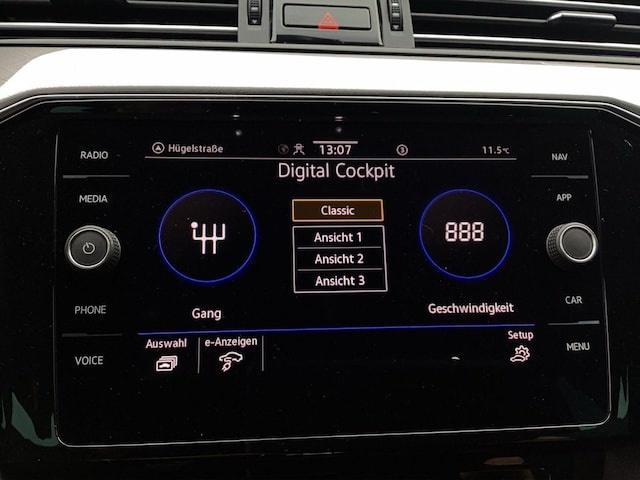 Hügelstraße
13:07
3
11.5°C
RADIO
MEDIA
PHONE
VOICE
NAV
APP
CAR
MENU
Digital Cockpit
Classic
Ansicht 1
Ansicht 2
Ansicht 3
888
Gang
Geschwindigkeit
Auswahl
e-Anzeigen
Setup